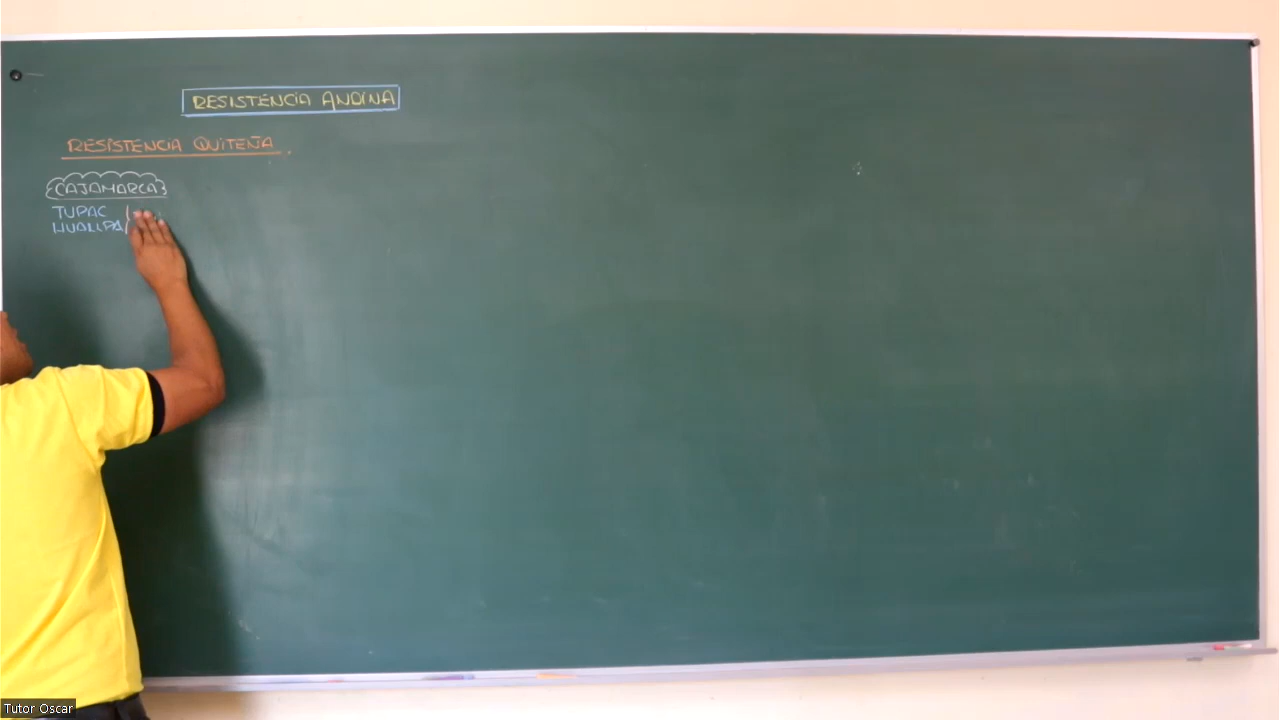 RESISTENCIA ANDINA
RESISTENCIA QUITEÑA.
CAJAMARCA
TUPAC
HUALLPA
Tutor Oscar